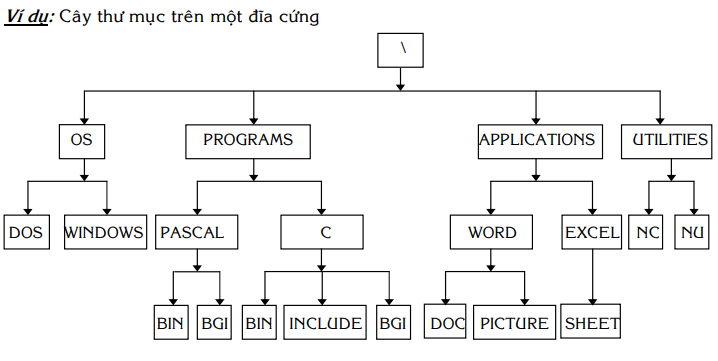 Ví dụ: Cây thư mục trên một đĩa cứng
\
OS PROGRAMS APPLICATIONS UTILITIES
DOS WINDOWS PASCAL C WORD EXCEL NC NU
BIN BGI BIN INCLUDE BGI DOC PICTURE SHEET